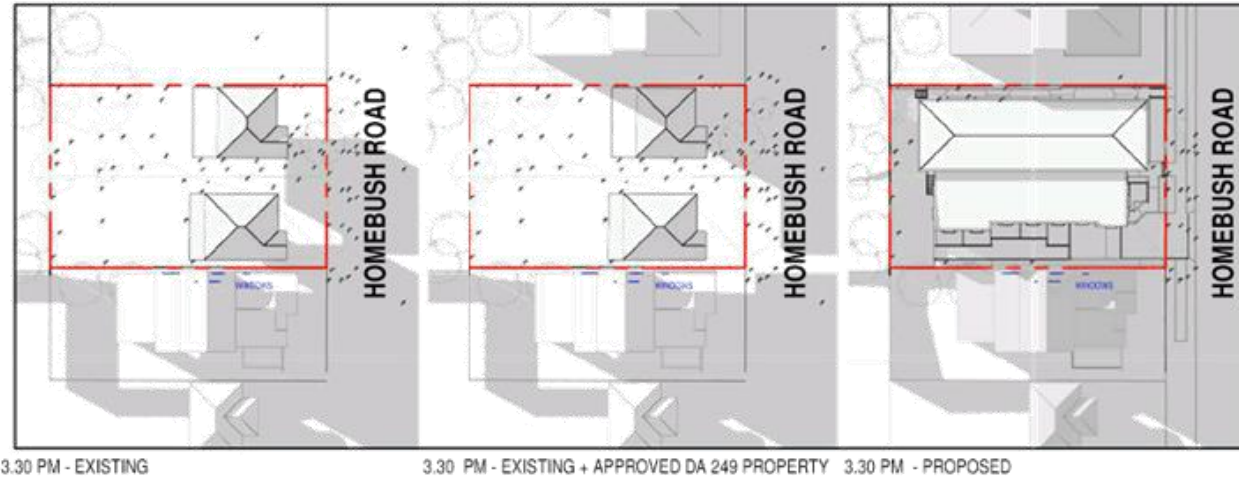 HOMEBUSH ROAD
HOMEBUSH ROAD
HOMEBUSH ROAD
WINDOWS
WINDOWS
WINDOWS
3.30 PM - EXISTING
3.30 PM - EXISTING + APPROVED DA 249 PROPERTY
3.30 PM - PROPOSED